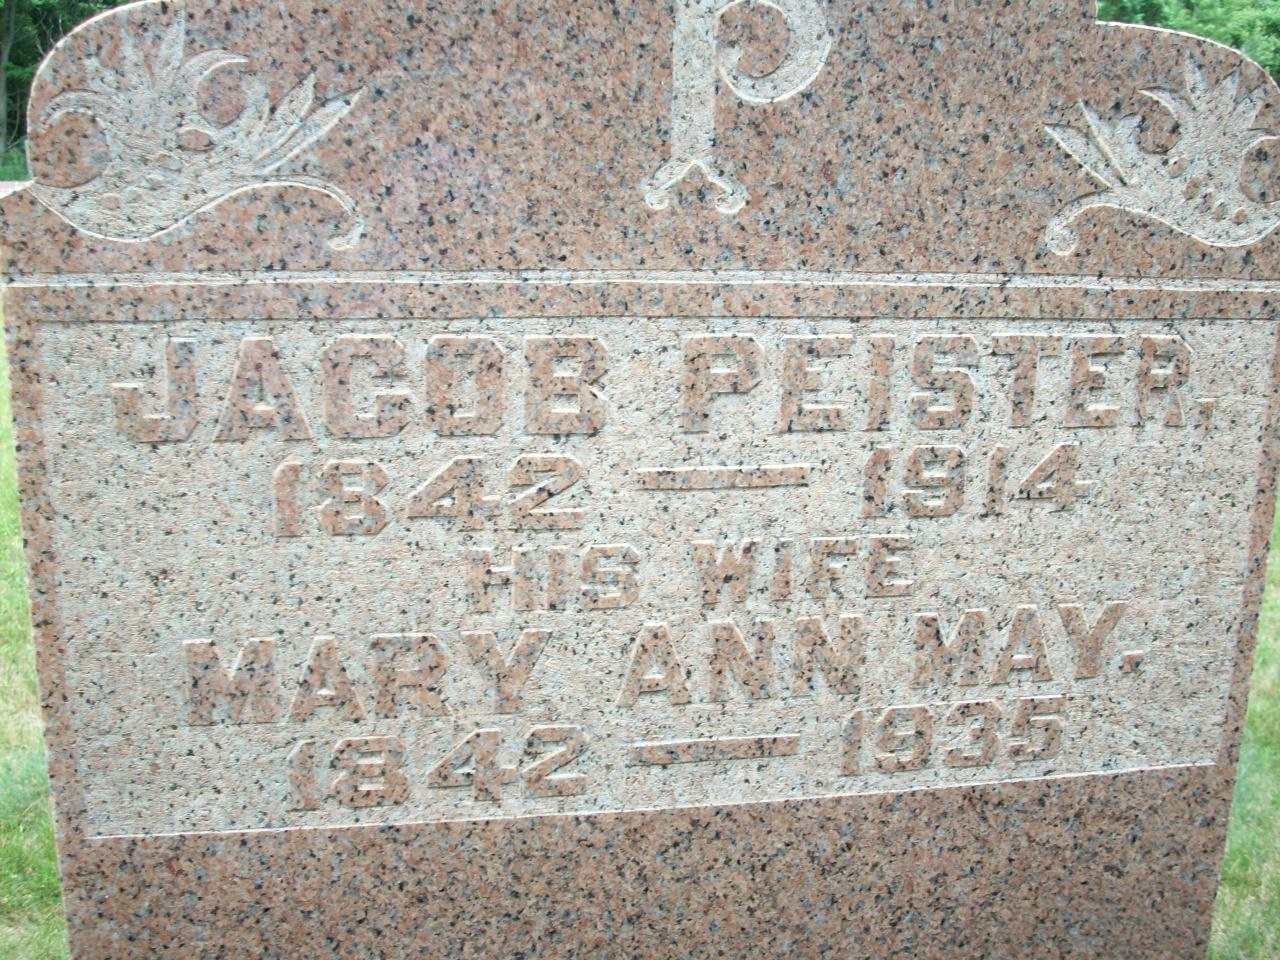 P
JACOB PEISTER,
1842 — 1914
HIS WIFE
MARY ANN MAY.
1842 — 1935